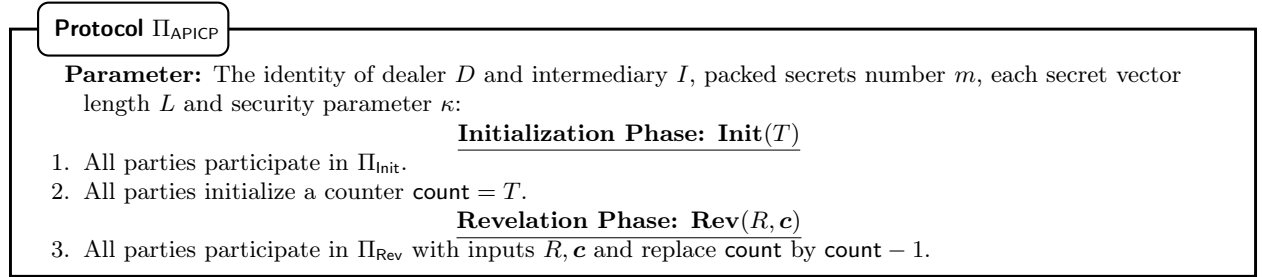 Protocol Π_APICP
Parameter: The identity of dealer D and intermediary I, packed secrets number m, each secret vector
length L and security parameter κ:
Initialization Phase: Init(T)
1. All parties participate in Π_Init.
2. All parties initialize a counter count = T.
Revelation Phase: Rev(R, c)
3. All parties participate in Π_Rev with inputs R, c and replace count by count − 1.